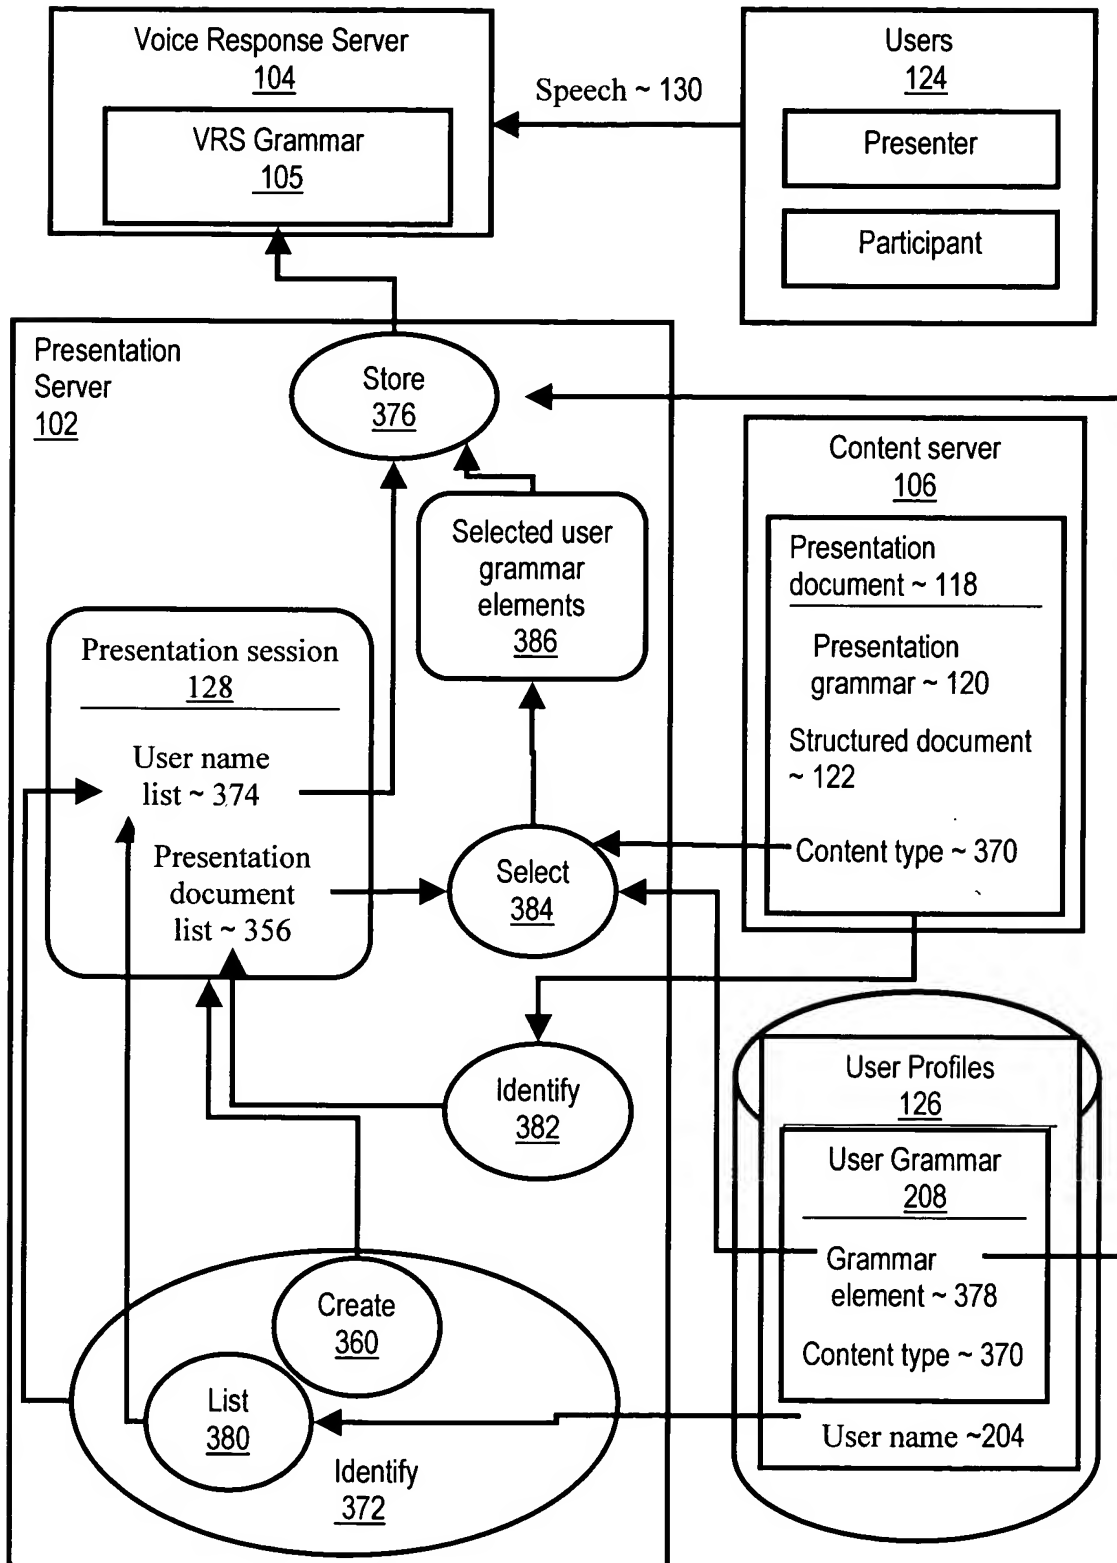 Voice Response Server
104
VRS Grammar
105
Speech ~ 130
Users
124
Presenter
Participant
Presentation
Server
102
Store
376
Selected user
grammar
elements
386
Content server
106
Presentation
document ~ 118
Presentation
grammar ~ 120
Structured document
~ 122
Content type ~ 370
Presentation session
128
User name
list ~ 374
Presentation
document
list ~ 356
Select
384
Identify
382
User Profiles
126
User Grammar
208
Grammar
element ~ 378
Content type ~ 370
User name ~204
Create
360
List
380
Identify
372